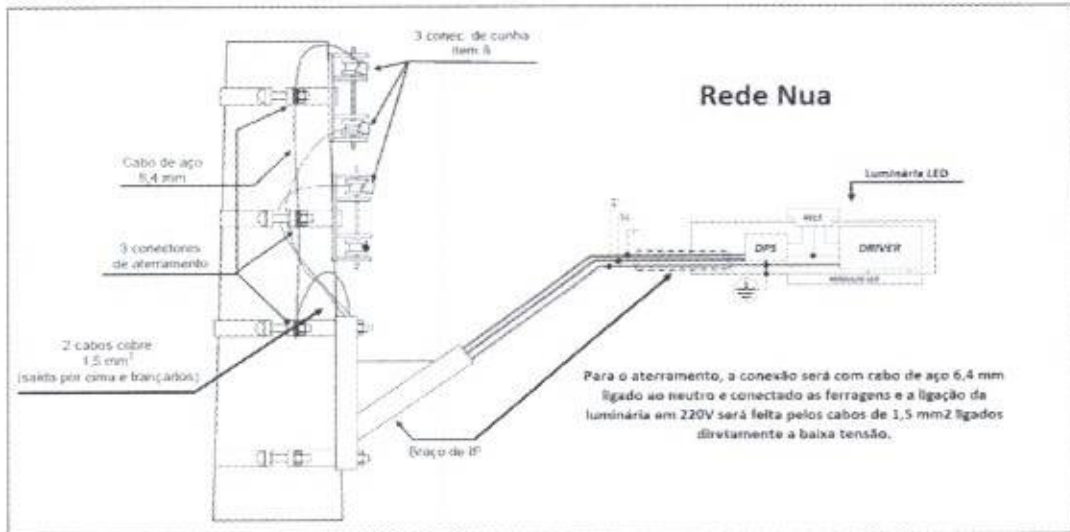 3 conec. de cunha
item 8
Rede Nua
Cabo de aço
6,4 mm
Luminária LED
RELÉ
DPS
DRIVER
3 conectores
de aterramento
2 cabos cobre
1,5 mm²
(saída por cima e trançados)
Para o aterramento, a conexão será com cabo de aço 6,4 mm
ligado ao neutro e conectado as ferragens e a ligação da
luminária em 220V será feita pelos cabos de 1,5 mm2 ligados
diretamente a baixa tensão.
Braço de IP